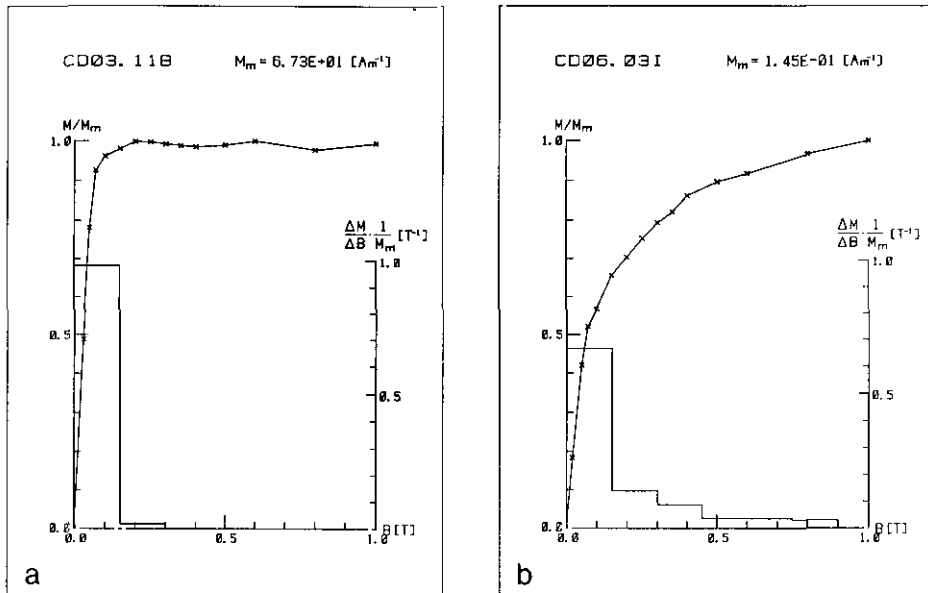 CD03.11B M_m = 6.73E+01 [Am⁻¹]
M/M_m
1.0
ΔM/ΔB · 1/M_m [T⁻¹]
1.0
0.5
0.5
0.0
B[T]
0.0 0.5 1.0
a
CD06.03I M_m = 1.45E-01 [Am⁻¹]
M/M_m
1.0
ΔM/ΔB · 1/M_m [T⁻¹]
1.0
0.5
0.5
0.0
B[T]
0.0 0.5 1.0
b